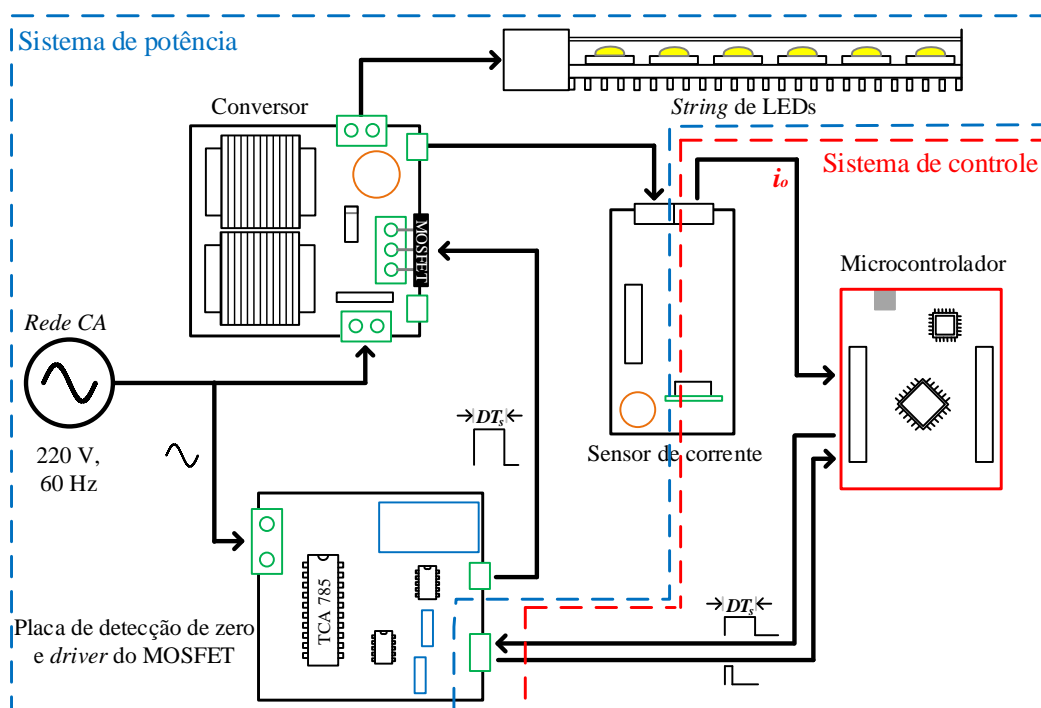 Sistema de potência
Conversor
String de LEDs
Sistema de controle
io
MOSFET
Microcontrolador
Rede CA
220 V,
60 Hz
DTs
Sensor de corrente
TCA 785
Placa de detecção de zero
e driver do MOSFET
DTs